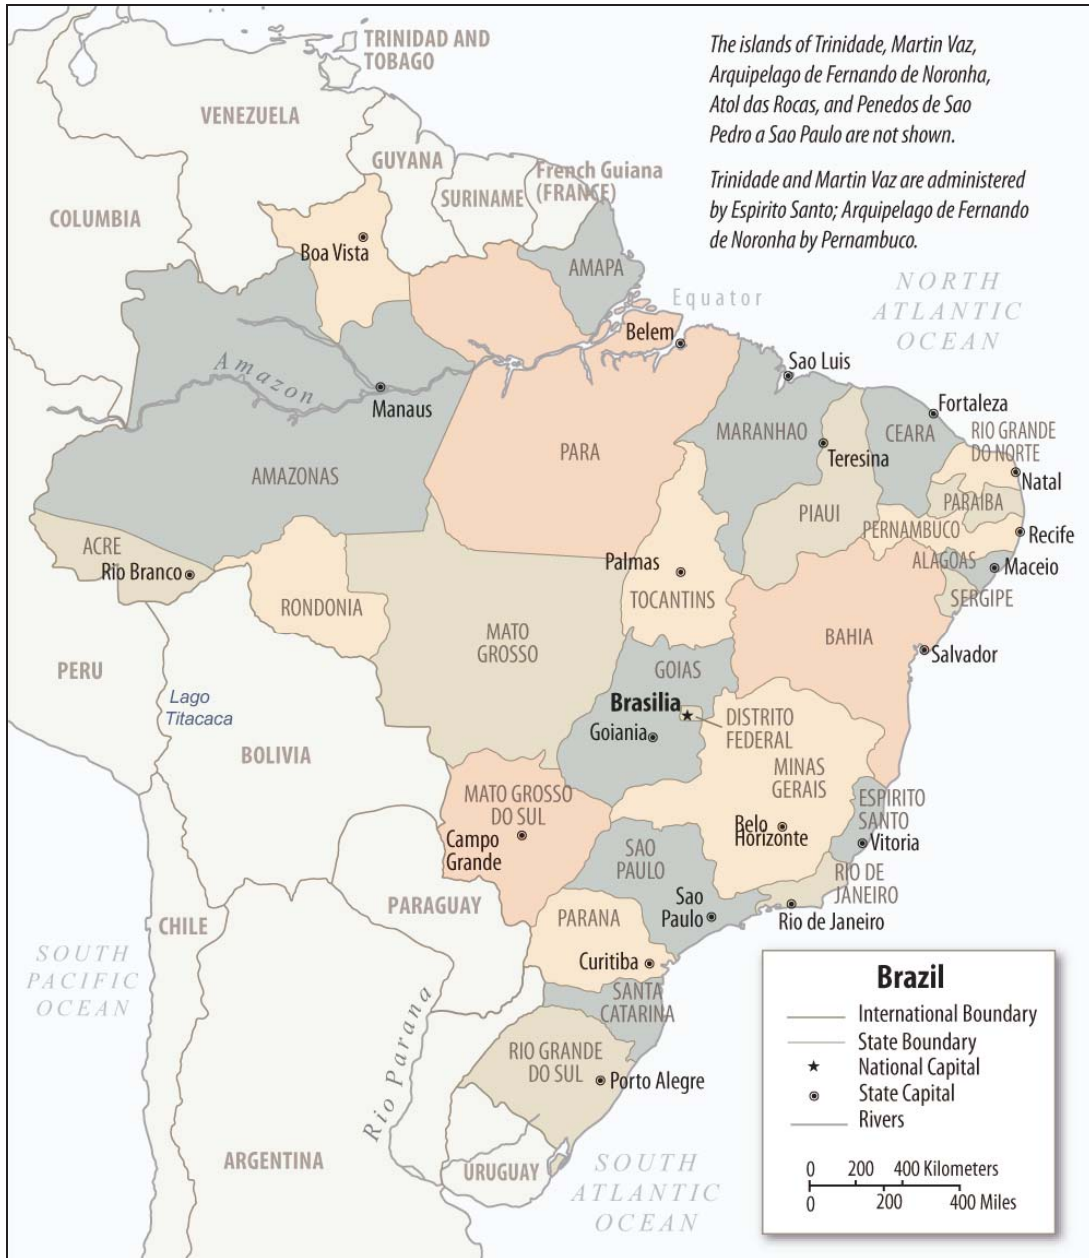 TRINIDAD AND
TOBAGO
The islands of Trinidade, Martin Vaz,
Arquipelago de Fernando de Noronha,
Atol das Rocas, and Penedos de Sao
Pedro a Sao Paulo are not shown.
Trinidade and Martin Vaz are administered
by Espirito Santo; Arquipelago de Fernando
de Noronha by Pernambuco.
VENEZUELA
GUYANA
SURINAME
French Guiana
(FRANCE)
COLUMBIA
Boa Vista
AMAPA
NORTH
ATLANTIC
OCEAN
Equator
Belem
Sao Luis
Amazon
Manaus
Fortaleza
MARANHAO
CEARA
RIO GRANDE
DO NORTE
PARA
Teresina
Natal
AMAZONAS
PARAIBA
PIAUI
PERNAMBUCO
Recife
ACRE
Rio Branco
Palmas
ALAGOAS
Maceio
RONDONIA
TOCANTINS
SERGIPE
MATO
GROSSO
BAHIA
Salvador
PERU
GOIAS
Lago
Titacaca
Brasilia
DISTRITO
FEDERAL
Goiania
BOLIVIA
MINAS
GERAIS
MATO GROSSO
DO SUL
ESPIRITO
SANTO
Campo
Grande
Belo
Horizonte
Vitoria
SAO
PAULO
RIO DE
JANEIRO
PARAGUAY
CHILE
PARANA
Sao
Paulo
Rio de Janeiro
SOUTH
PACIFIC
OCEAN
Curitiba
SANTA
CATARINA
Rio Parana
RIO GRANDE
DO SUL
Porto Alegre
ARGENTINA
URUGUAY
SOUTH
ATLANTIC
OCEAN
Brazil
International Boundary
State Boundary
National Capital
State Capital
Rivers
0 200 400 Kilometers
0 200 400 Miles